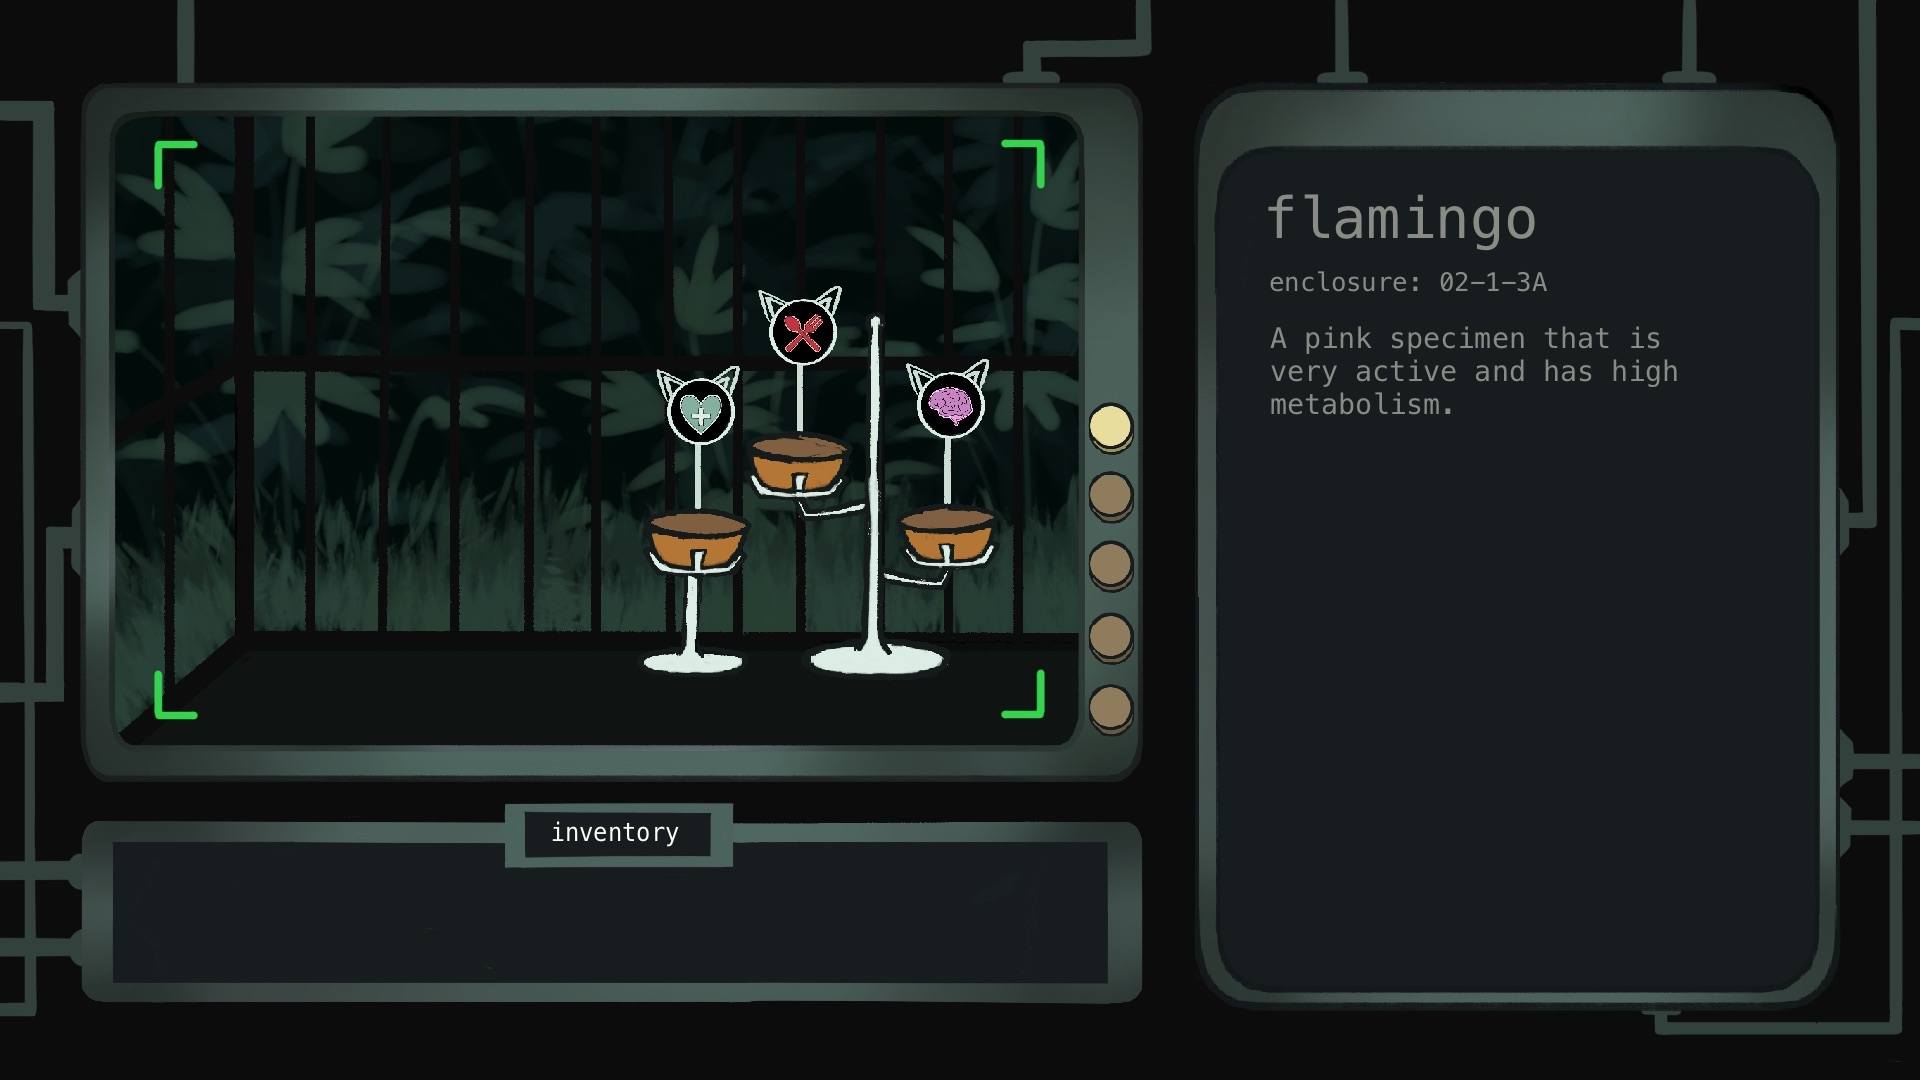 flamingo
enclosure: 02-1-3A
A pink specimen that is
very active and has high
metabolism.
inventory